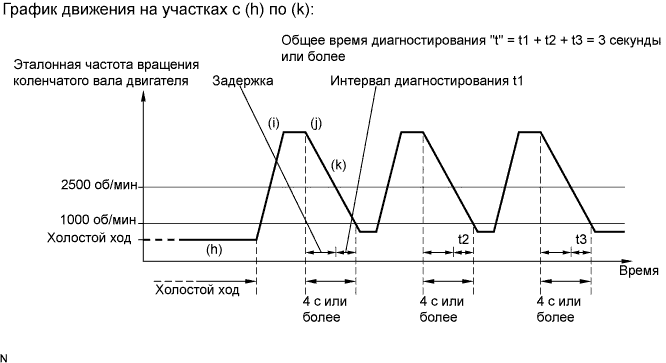 График движения на участках с (h) по (k):
Общее время диагностирования "t" = t1 + t2 + t3 = 3 секунды
или более
Эталонная частота вращения
коленчатого вала двигателя
Задержка
Интервал диагностирования t1
(i)
(j)
(k)
2500 об/мин
1000 об/мин
Холостой ход
(h)
t2
t3
Время
Холостой ход
4 с или
более
4 с или
более
4 с или
более
N